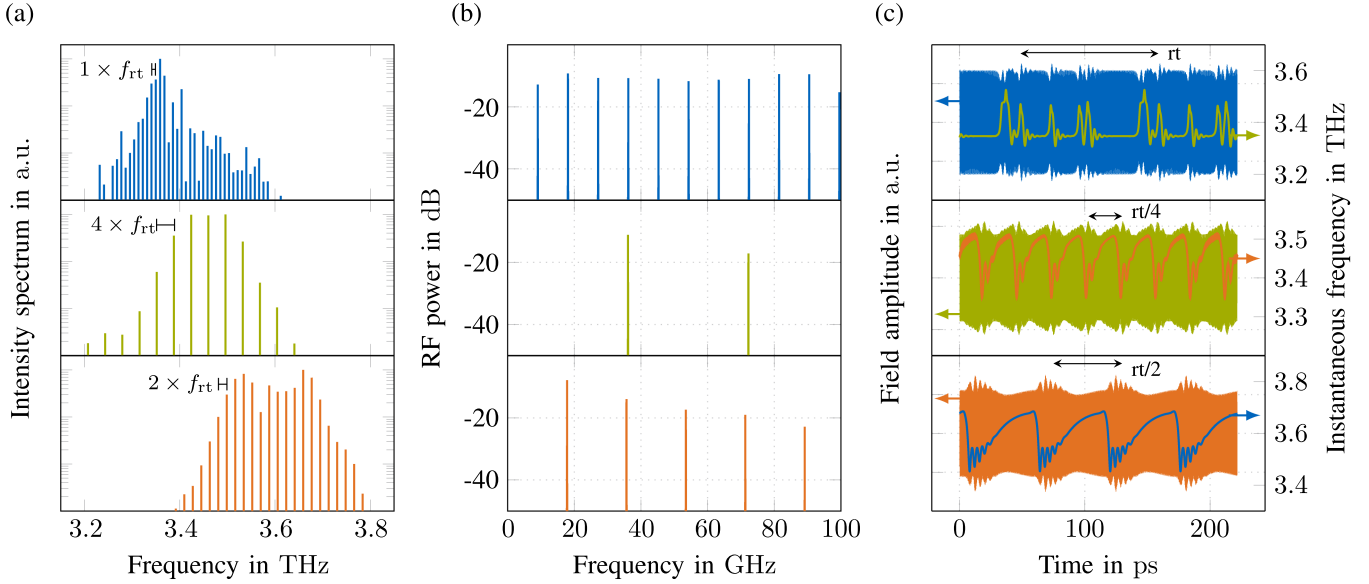 (a)
(b)
(c)
Intensity spectrum in a.u.
1 × frt
4 × frt
2 × frt
3.2 3.4 3.6 3.8
Frequency in THz
RF power in dB
-20
-40
-20
-40
-20
-40
0 20 40 60 80 100
Frequency in GHz
Field amplitude in a.u.
rt
rt/4
rt/2
3.6
3.4
3.2
3.5
3.4
3.3
3.8
3.6
3.4
0 100 200
Time in ps
Instantaneous frequency in THz